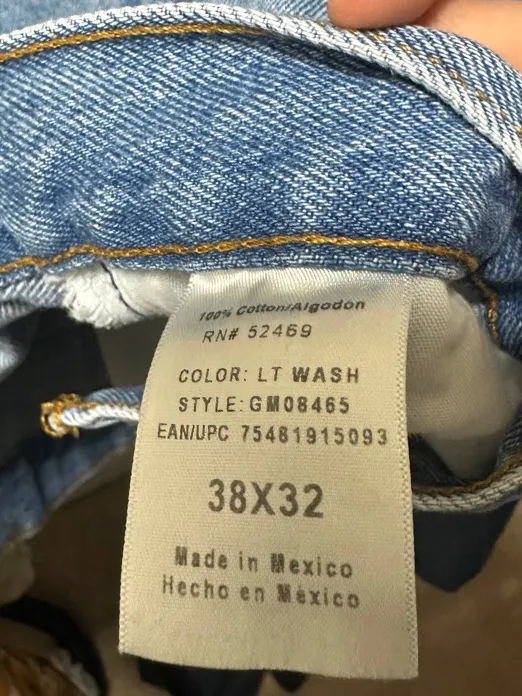 100% Cotton/Algodon
RN# 52469
COLOR: LT WASH
STYLE: GM08465
EAN/UPC 75481915093
38X32
Made in Mexico
Hecho en México